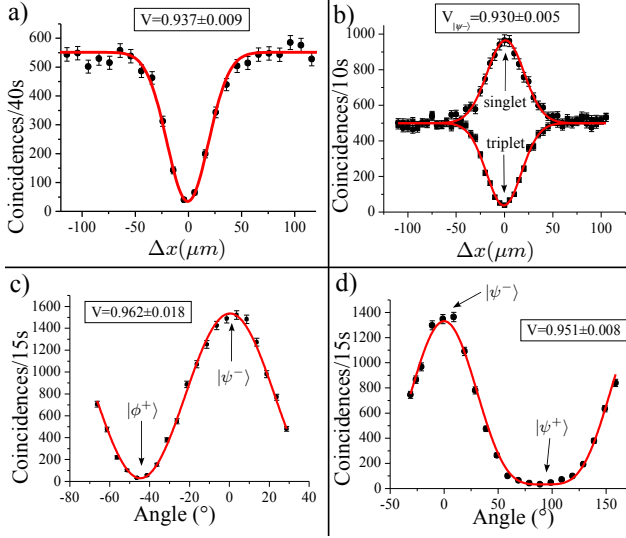 a)
V=0.937±0.009
Coincidences/40s
600
500
400
300
200
100
0
-100
-50
0
50
100
Δx(μm)
b)
V|ψ−⟩=0.930±0.005
Coincidences/10s
1000
800
600
400
200
0
singlet
triplet
-100
-50
0
50
100
Δx(μm)
c)
V=0.962±0.018
Coincidences/15s
1600
1400
1200
1000
800
600
400
200
0
|ϕ+⟩
|ψ−⟩
-80
-60
-40
-20
0
20
40
Angle (°)
d)
|ψ−⟩
V=0.951±0.008
Coincidences/15s
1400
1200
1000
800
600
400
200
0
|ψ+⟩
-50
0
50
100
150
Angle (°)